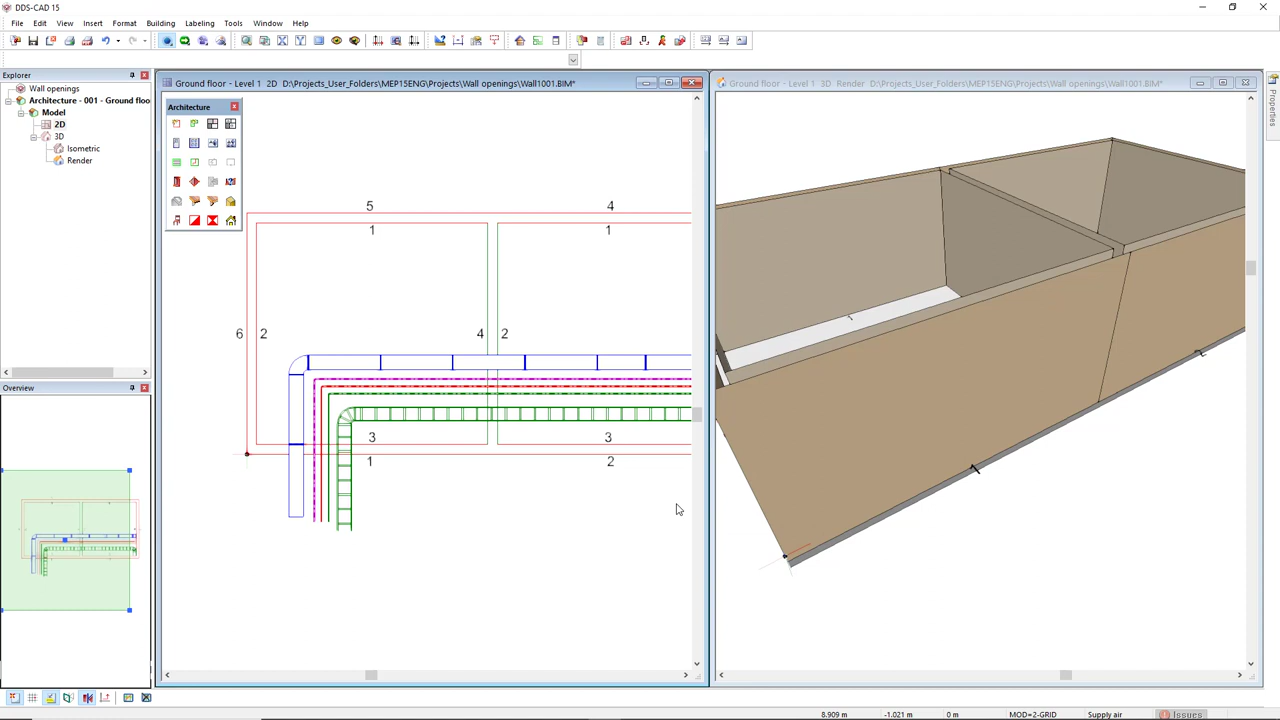 DDS-CAD 15
File Edit View Insert Format Building Labeling Tools Window Help
Explorer
Wall openings
Architecture - 001 - Ground floo
Model
2D
3D
Isometric
Render
Overview
Ground floor - Level 1 2D D:\Projects_User_Folders\MEP15ENG\Projects\Wall openings\Wall1001.BIM*
Architecture
5 4
1 1
6 2 4 2
3 3
1 2
Ground floor - Level 1 3D Render D:\Projects_User_Folders\MEP15ENG\Projects\Wall openings\Wall1001.BIM*
Properties
8.909 m -1.021 m 0 m MOD=2-GRID Supply air Issues